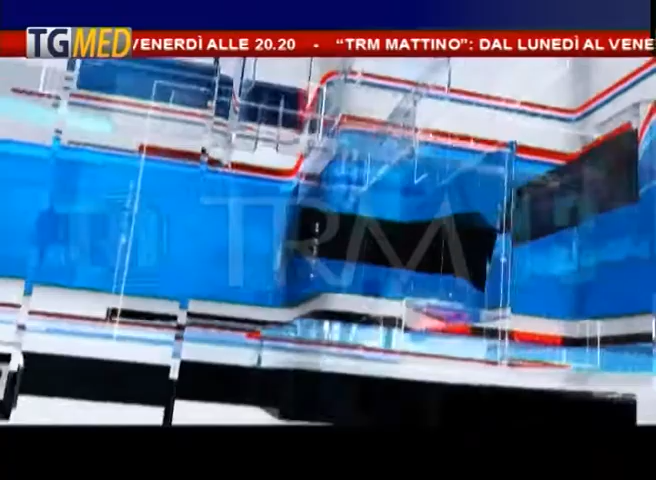 TGMED VENERDÌ ALLE 20.20 - “TRM MATTINO”: DAL LUNEDÌ AL VENE
TRM